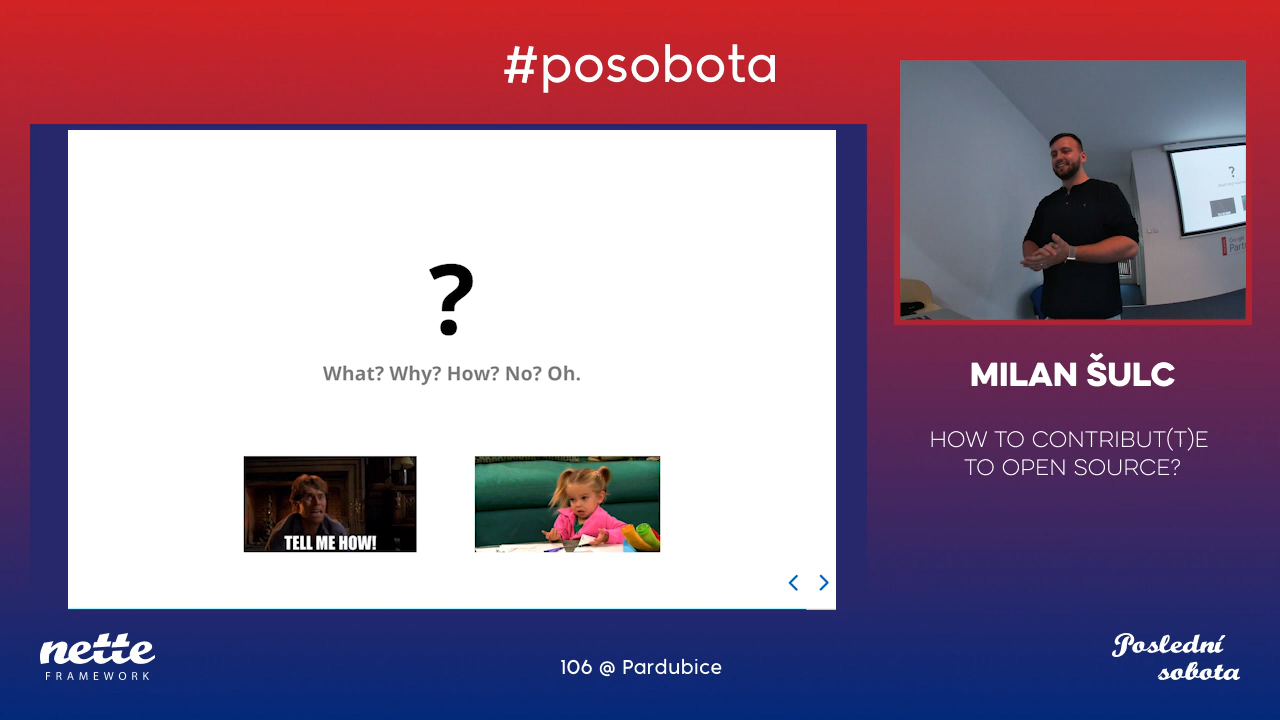 #posobota
?
What? Why? How? No? Oh.
TELL ME HOW!
MILAN ŠULC
HOW TO CONTRIBUT(T)E
TO OPEN SOURCE?
nette
FRAMEWORK
106 @ Pardubice
Poslední
sobota